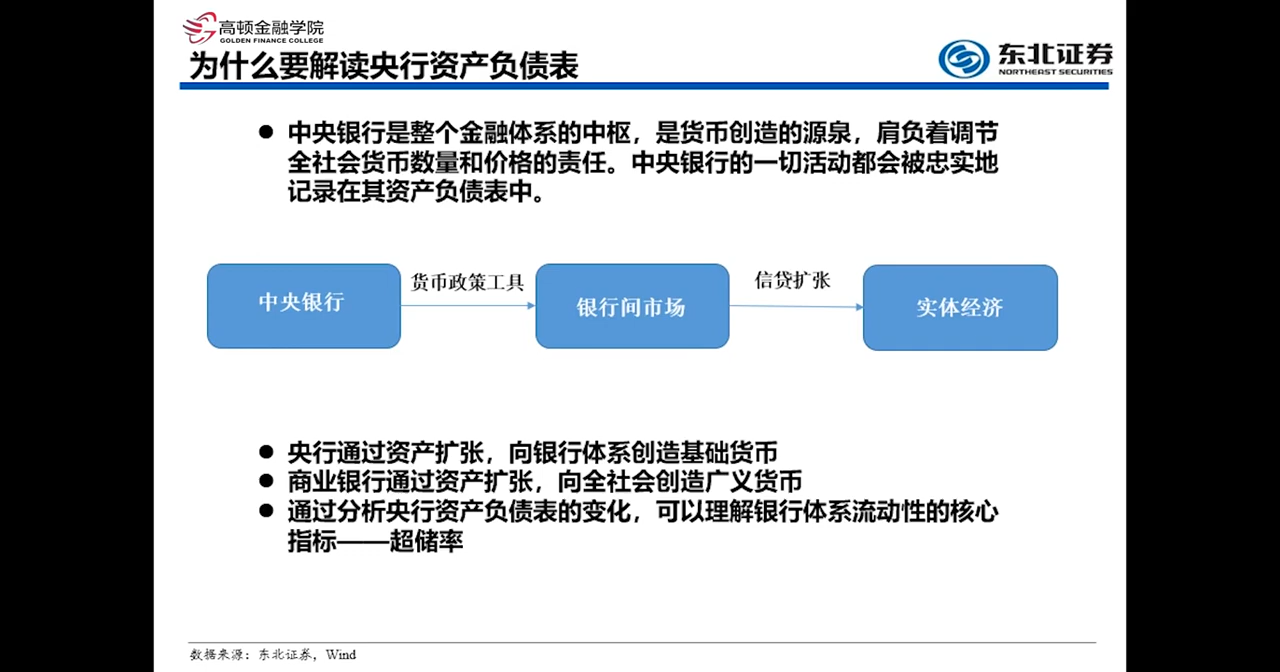 高顿金融学院
GOLDEN FINANCE COLLEGE
为什么要解读央行资产负债表
东北证券
NORTHEAST SECURITIES
● 中央银行是整个金融体系的中枢，是货币创造的源泉，肩负着调节
全社会货币数量和价格的责任。中央银行的一切活动都会被忠实地
记录在其资产负债表中。
中央银行
货币政策工具
银行间市场
信贷扩张
实体经济
● 央行通过资产扩张，向银行体系创造基础货币
● 商业银行通过资产扩张，向全社会创造广义货币
● 通过分析央行资产负债表的变化，可以理解银行体系流动性的核心
指标——超储率
数据来源：东北证券，Wind